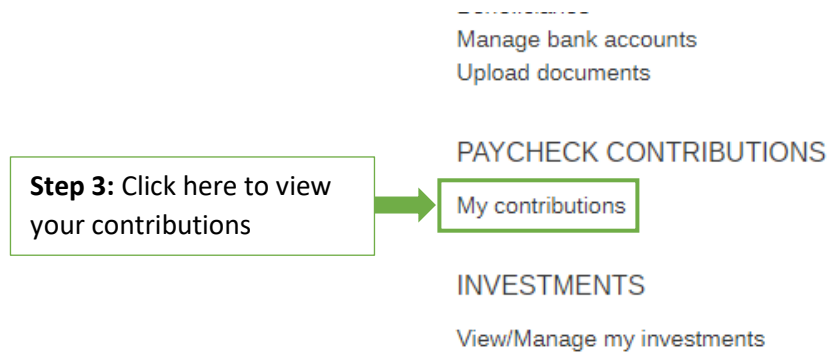 Manage bank accounts
Upload documents
PAYCHECK CONTRIBUTIONS
Step 3: Click here to view
your contributions
My contributions
INVESTMENTS
View/Manage my investments